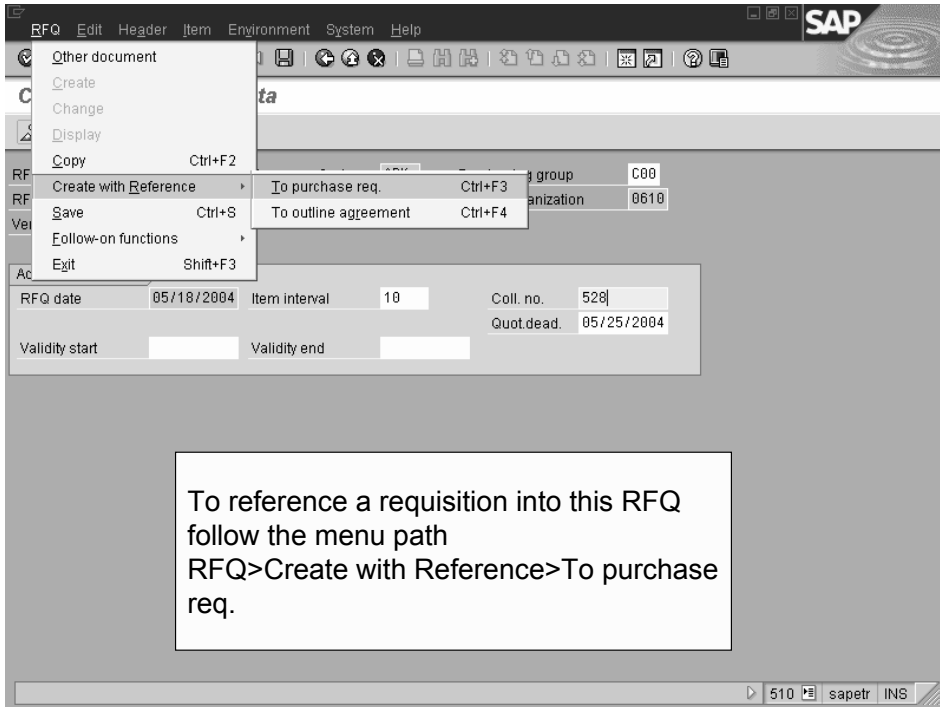 RFQ Edit Header Item Environment System Help
SAP
Other document
Create
ta
Change
Display
Copy Ctrl+F2
RF
group C00
Create with Reference
To purchase req. Ctrl+F3
RF
anization 0610
Save Ctrl+S
To outline agreement Ctrl+F4
Ver
Follow-on functions
Exit Shift+F3
Ac
RFQ date 05/18/2004 Item interval 10 Coll. no. 528
Quot.dead. 05/25/2004
Validity start Validity end
To reference a requisition into this RFQ
follow the menu path
RFQ>Create with Reference>To purchase
req.
510 sapetr INS